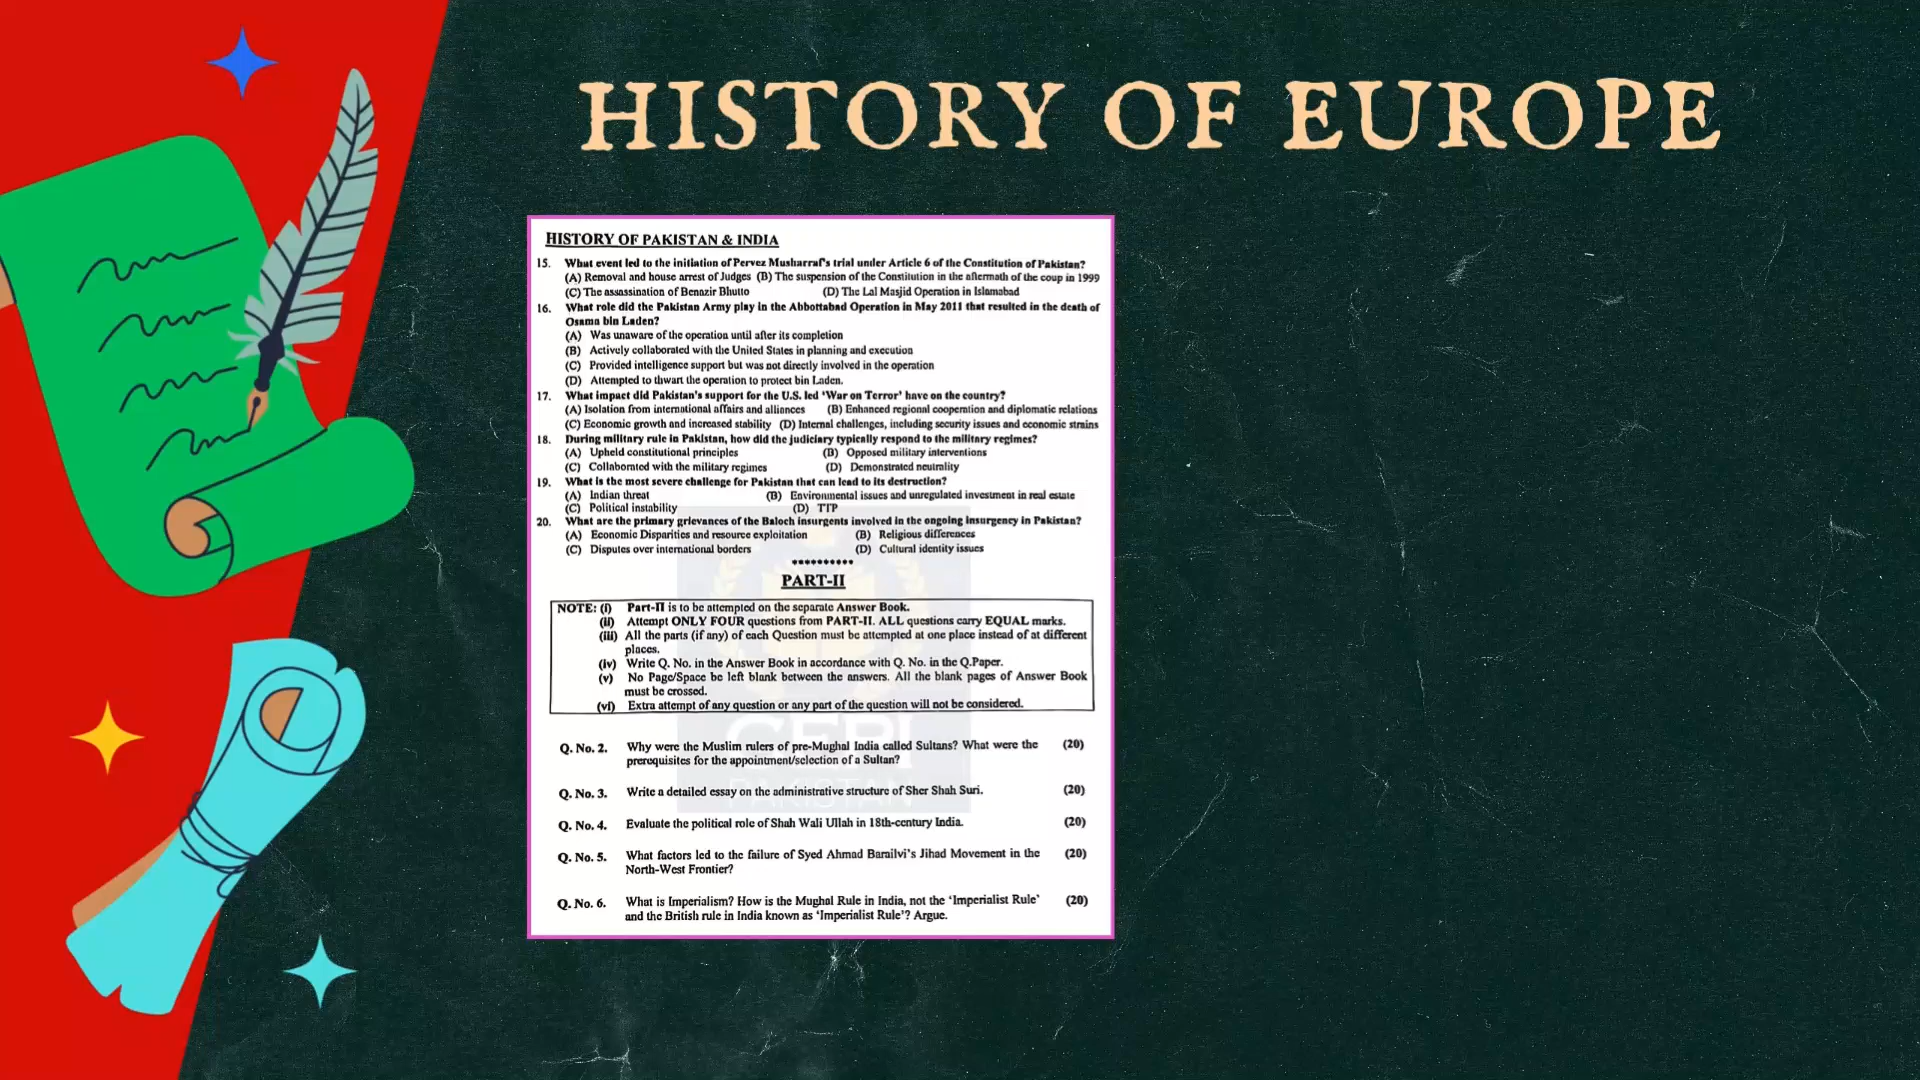 HISTORY OF EUROPE
HISTORY OF PAKISTAN & INDIA
15. What event led to the initiation of Pervez Musharraf's trial under Article 6 of the Constitution of Pakistan?
(A) Removal and house arrest of Judges (B) The suspension of the Constitution in the aftermath of the coup in 1999
(C) The assassination of Benazir Bhutto (D) The Lal Masjid Operation in Islamabad
16. What role did the Pakistan Army play in the Abbottabad Operation in May 2011 that resulted in the death of
Osama bin Laden?
(A) Was unaware of the operation until after its completion
(B) Actively collaborated with the United States in planning and execution
(C) Provided intelligence support but was not directly involved in the operation
(D) Attempted to thwart the operation to protect bin Laden.
17. What impact did Pakistan's support for the U.S. led 'War on Terror' have on the country?
(A) Isolation from international affairs and alliances (B) Enhanced regional cooperation and diplomatic relations
(C) Economic growth and increased stability (D) Internal challenges, including security issues and economic strains
18. During military rule in Pakistan, how did the judiciary typically respond to the military regimes?
(A) Upheld constitutional principles (B) Opposed military interventions
(C) Collaborated with the military regimes (D) Demonstrated neutrality
19. What is the most severe challenge for Pakistan that can lead to its destruction?
(A) Indian threat (B) Environmental issues and unregulated investment in real estate
(C) Political instability (D) TTP
20. What are the primary grievances of the Baloch insurgents involved in the ongoing insurgency in Pakistan?
(A) Economic Disparities and resource exploitation (B) Religious differences
(C) Disputes over international borders (D) Cultural identity issues
**********
PART-II
NOTE: (i) Part-II is to be attempted on the separate Answer Book.
(ii) Attempt ONLY FOUR questions from PART-II. ALL questions carry EQUAL marks.
(iii) All the parts (if any) of each Question must be attempted at one place instead of at different
places.
(iv) Write Q. No. in the Answer Book in accordance with Q. No. in the Q.Paper.
(v) No Page/Space be left blank between the answers. All the blank pages of Answer Book
must be crossed.
(vi) Extra attempt of any question or any part of the question will not be considered.
Q. No. 2. Why were the Muslim rulers of pre-Mughal India called Sultans? What were the (20)
prerequisites for the appointment/selection of a Sultan?
Q. No. 3. Write a detailed essay on the administrative structure of Sher Shah Suri. (20)
Q. No. 4. Evaluate the political role of Shah Wali Ullah in 18th-century India. (20)
Q. No. 5. What factors led to the failure of Syed Ahmad Barailvi's Jihad Movement in the (20)
North-West Frontier?
Q. No. 6. What is Imperialism? How is the Mughal Rule in India, not the 'Imperialist Rule' (20)
and the British rule in India known as 'Imperialist Rule'? Argue.
PAKISTAN